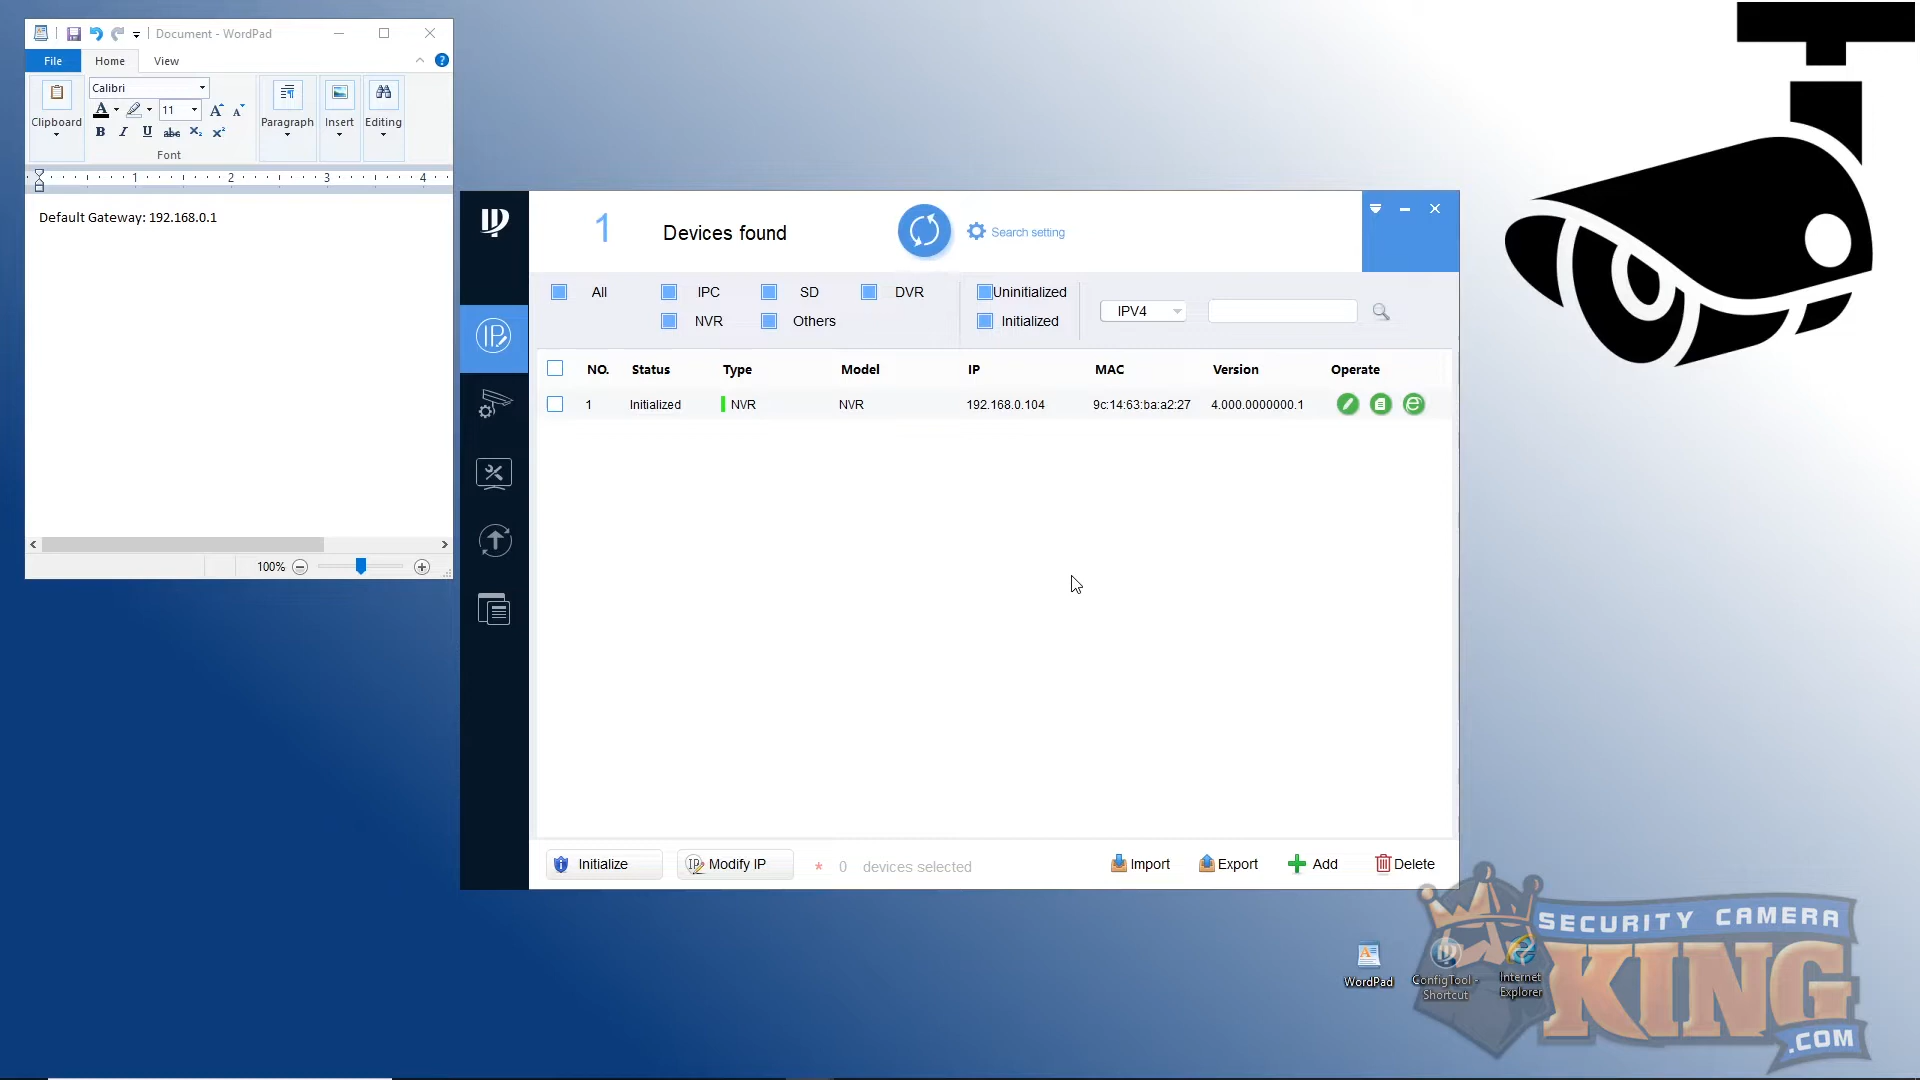 Document - WordPad
File Home View
Calibri
11
Clipboard
Paragraph
Insert
Editing
Font
1 2 3 4
Default Gateway: 192.168.0.1
100%
1 Devices found
Search setting
All IPC SD DVR Uninitialized
NVR Others Initialized
IPV4
NO. Status Type Model IP MAC Version Operate
1 Initialized NVR NVR 192.168.0.104 9c:14:63:ba:a2:27 4.000.0000000.1
Initialize
Modify IP
* 0 devices selected
Import
Export
Add
Delete
WordPad
ConfigTool -
Shortcut
Internet
Explorer
SECURITY CAMERA
KING
.COM